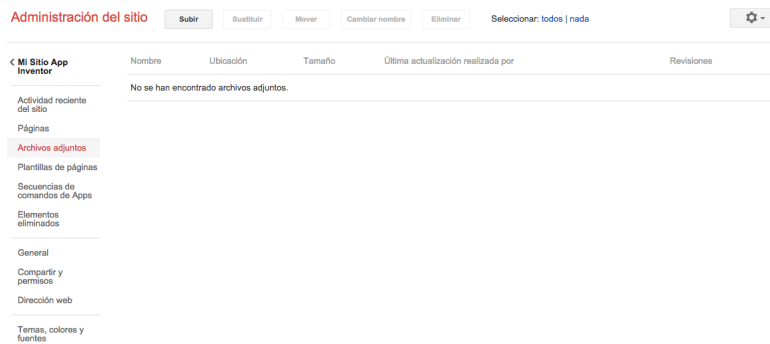 Administración del sitio Subir Sustituir Mover Cambiar nombre Eliminar Seleccionar: todos | nada
Mi Sitio App
Inventor
Nombre Ubicación Tamaño Última actualización realizada por Revisiones
No se han encontrado archivos adjuntos.
Actividad reciente
del sitio
Páginas
Archivos adjuntos
Plantillas de páginas
Secuencias de
comandos de Apps
Elementos
eliminados
General
Compartir y
permisos
Dirección web
Temas, colores y
fuentes